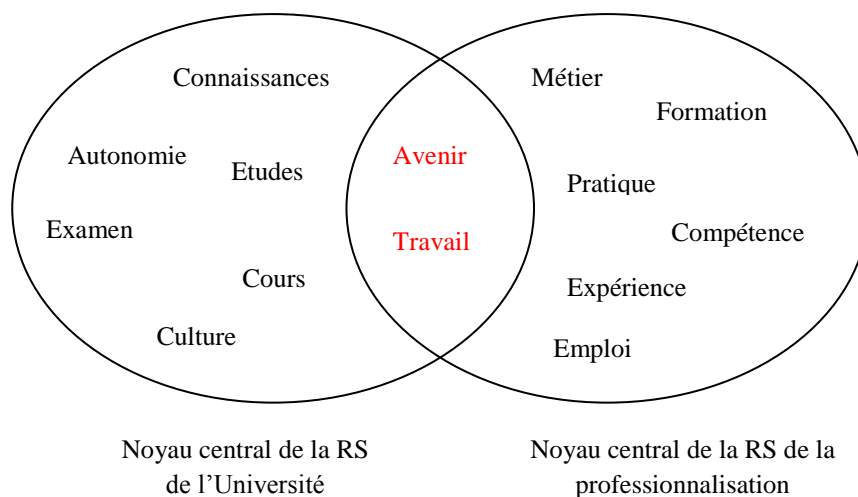 Connaissances
Métier
Formation
Autonomie
Etudes
Avenir
Pratique
Examen
Travail
Compétence
Cours
Expérience
Culture
Emploi
Noyau central de la RS
de l’Université
Noyau central de la RS de la
professionnalisation